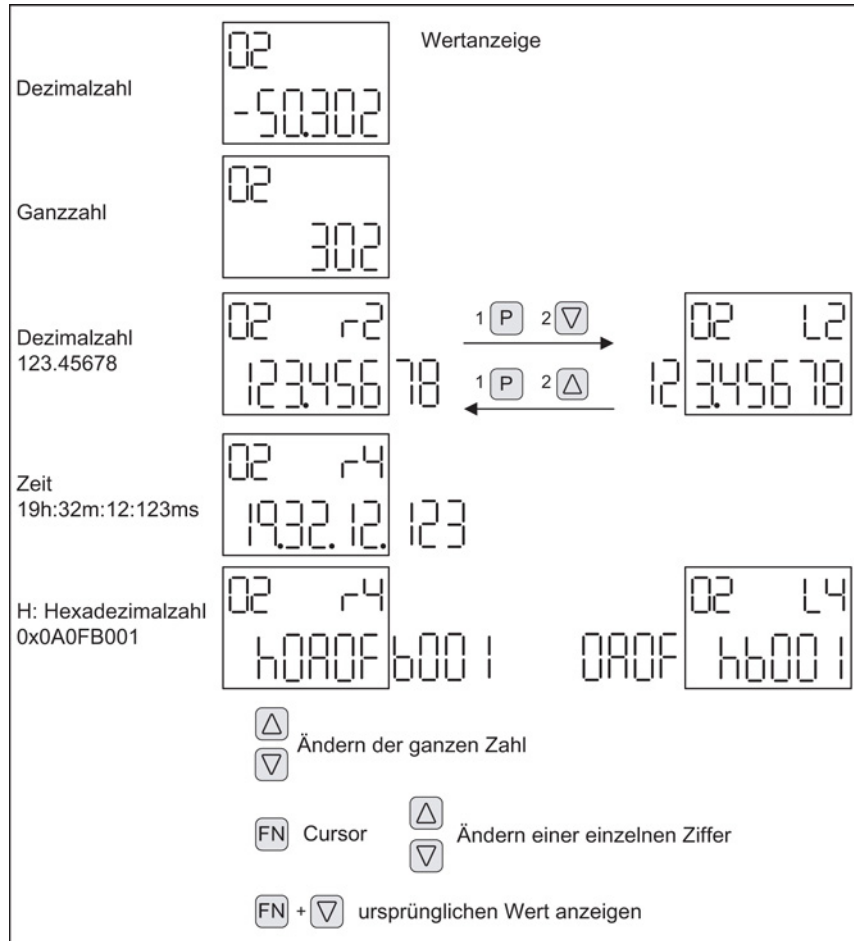 02 Wertanzeige
Dezimalzahl
-50.302
02
Ganzzahl
302
02 r2 1 P 2 02 L2
Dezimalzahl
123.45678
123.456 78 1 P 2 12 3.45678
02 r4
Zeit
19h:32m:12:123ms
19.32.12. 123
02 r4 02 L4
H: Hexadezimalzahl
0x0A0FB001
h0A0F b001 0A0F hb001
Ändern der ganzen Zahl
FN Cursor Ändern einer einzelnen Ziffer
FN + ursprünglichen Wert anzeigen